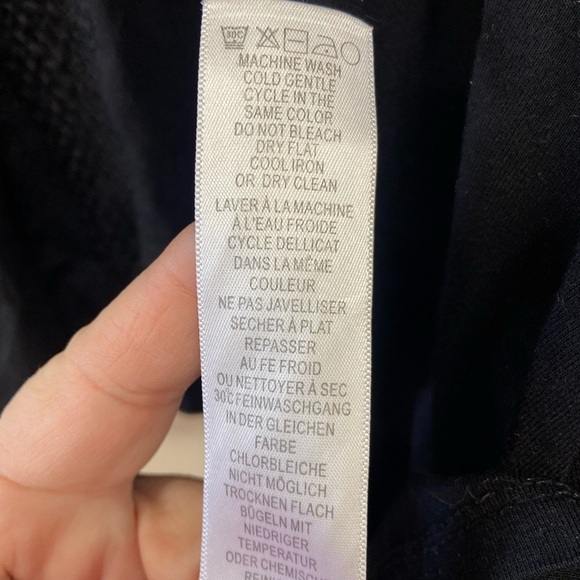 30C
MACHINE WASH
COLD GENTLE
CYCLE IN THE
SAME COLOR
DO NOT BLEACH
DRY FLAT
COOL IRON
OR DRY CLEAN
LAVER À LA MACHINE
À L'EAU FROIDE
CYCLE DELLICAT
DANS LA MÊME
COULEUR
NE PAS JAVELLISER
SECHER À PLAT
REPASSER
AU FE FROID
OU NETTOYER À SEC
30C FEINWASCHGANG
IN DER GLEICHEN
FARBE
CHLORBLEICHE
NICHT MÖGLICH
TROCKNEN FLACH
BÜGELN MIT
NIEDRIGER
TEMPERATUR
ODER CHEMISCHE